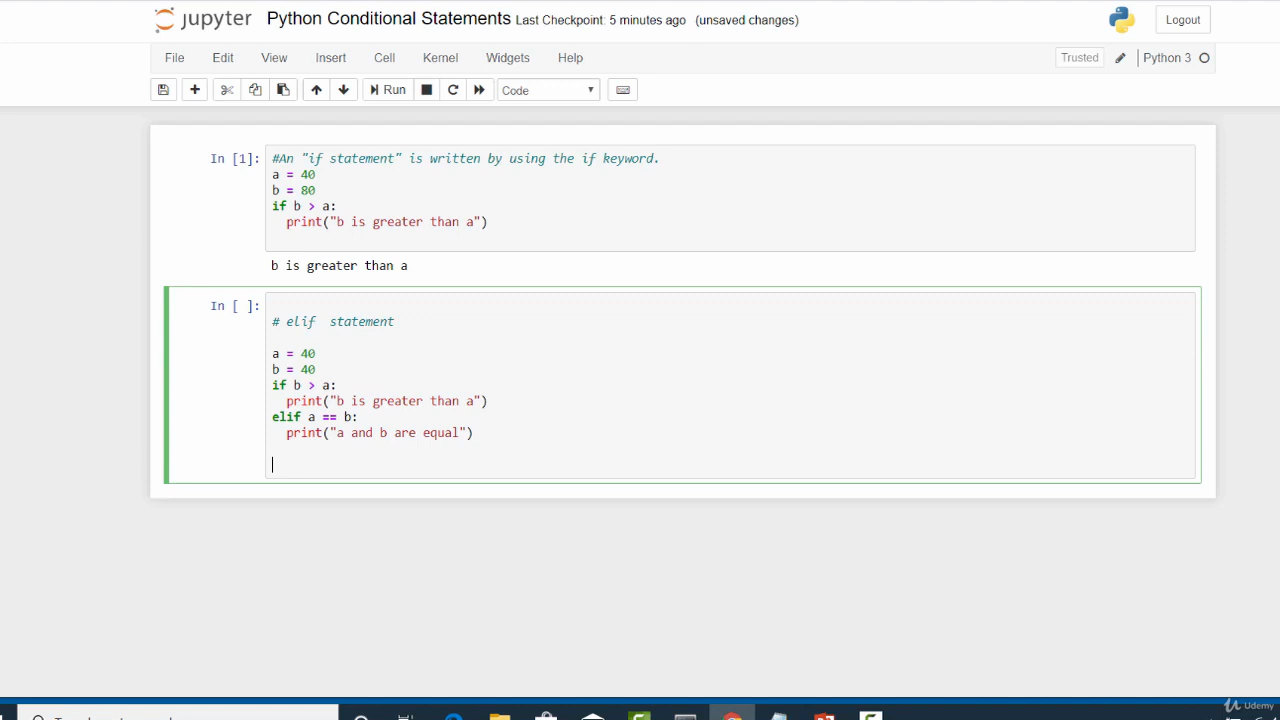 jupyter Python Conditional Statements Last Checkpoint: 5 minutes ago (unsaved changes) Logout
File Edit View Insert Cell Kernel Widgets Help Trusted Python 3
Run Code
In [1]: #An "if statement" is written by using the if keyword.
a = 40
b = 80
if b > a:
  print("b is greater than a")
b is greater than a
In [ ]:
# elif  statement
a = 40
b = 40
if b > a:
  print("b is greater than a")
elif a == b:
  print("a and b are equal")
Udemy